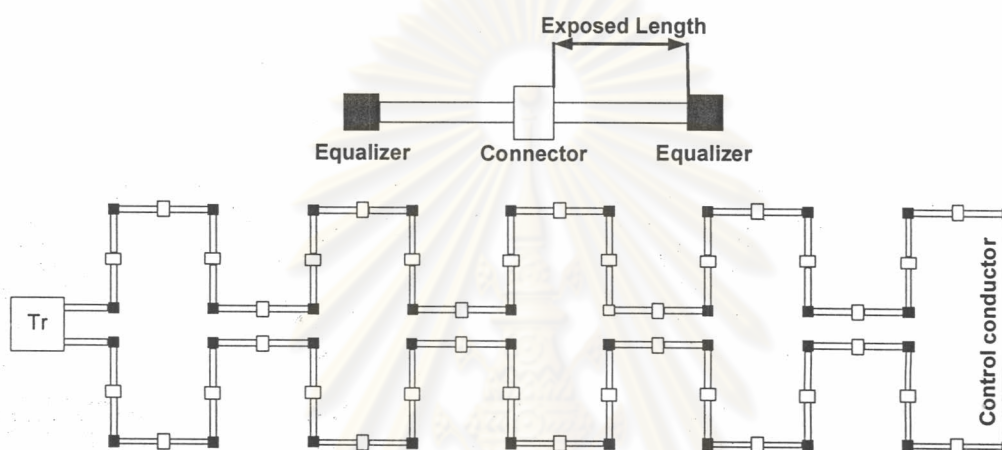 Exposed Length
Equalizer
Connector
Equalizer
Tr
Control conductor